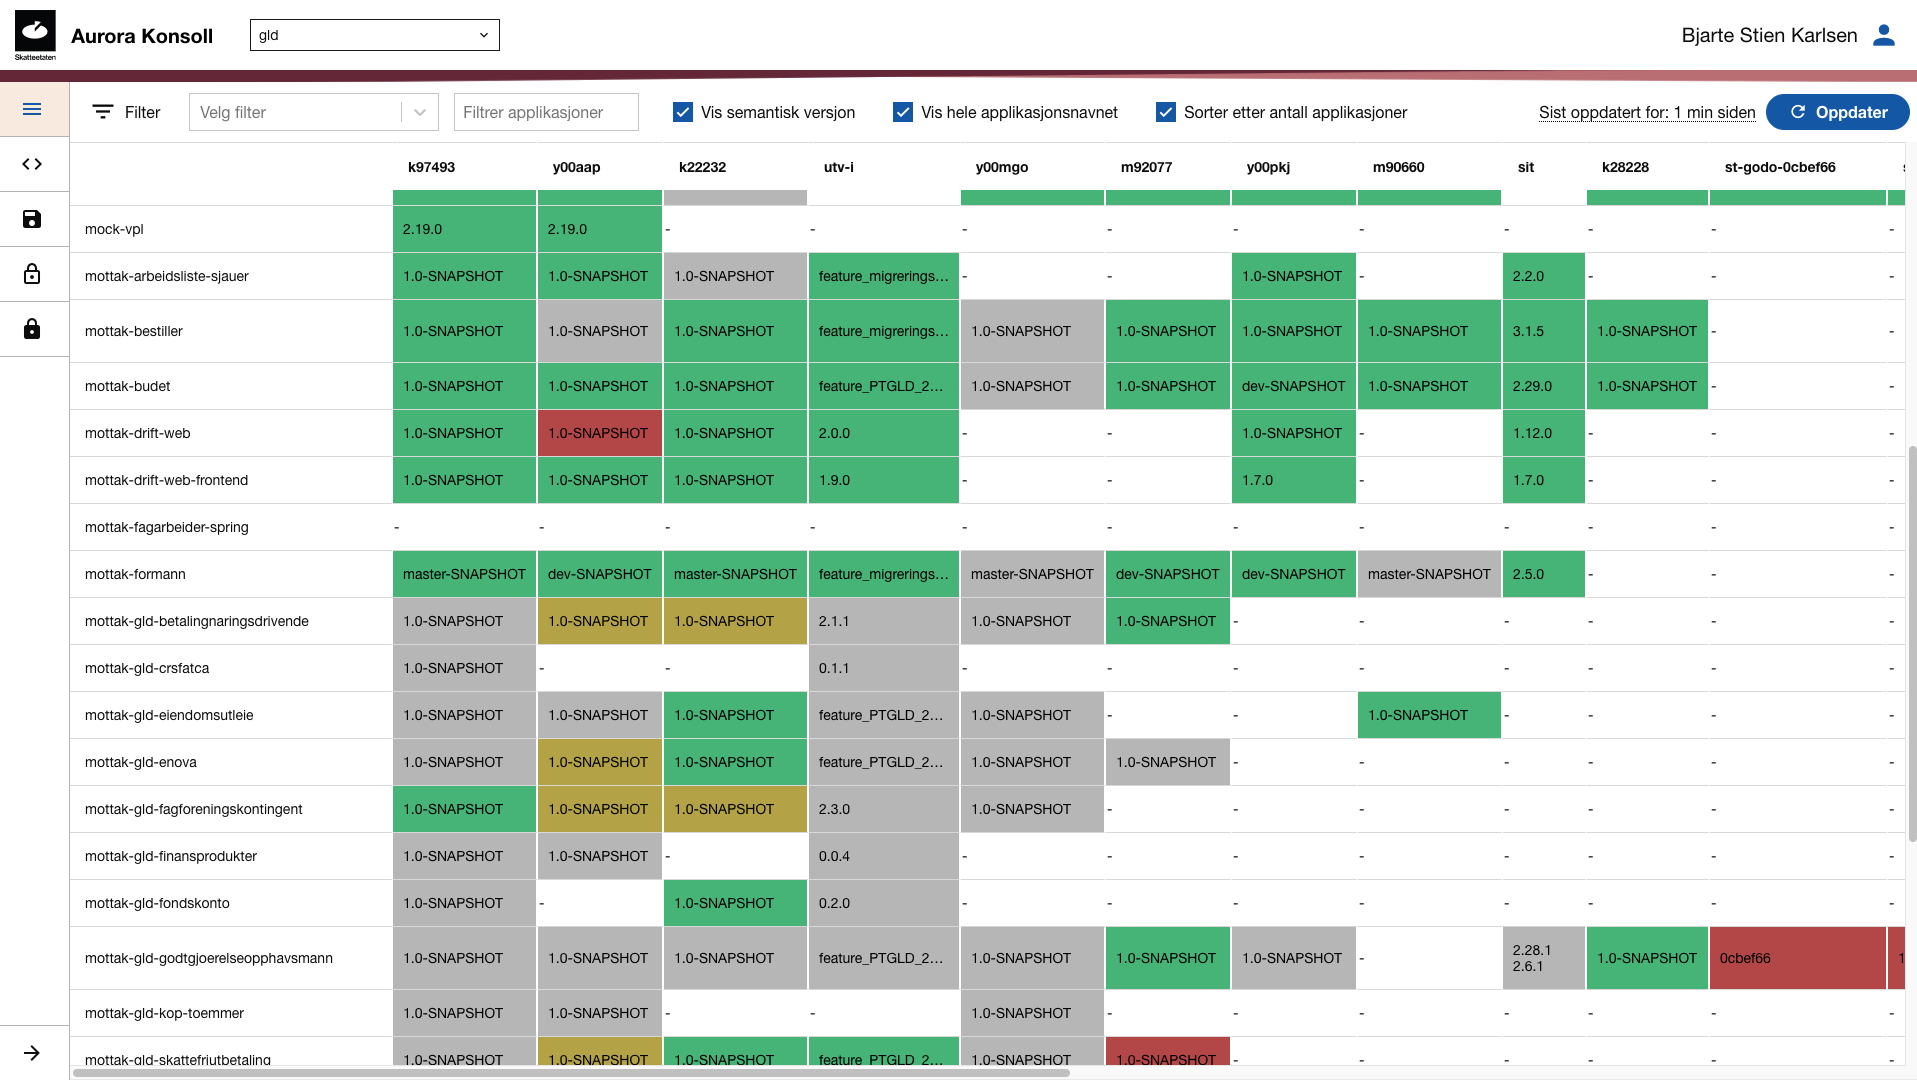 Skatteetaten
Aurora Konsoll
gld
Bjarte Stien Karlsen
Filter
Velg filter
Filtrer applikasjoner
Vis semantisk versjon
Vis hele applikasjonsnavnet
Sorter etter antall applikasjoner
Sist oppdatert for: 1 min siden
Oppdater
k97493 y00aap k22232 utv-i y00mgo m92077 y00pkj m90660 sit k28228 st-godo-0cbef66
mock-vpl 2.19.0 2.19.0 - - - - - - - - - -
mottak-arbeidsliste-sjauer 1.0-SNAPSHOT 1.0-SNAPSHOT 1.0-SNAPSHOT feature_migrerings... - - 1.0-SNAPSHOT - 2.2.0 - - -
mottak-bestiller 1.0-SNAPSHOT 1.0-SNAPSHOT 1.0-SNAPSHOT feature_migrerings... 1.0-SNAPSHOT 1.0-SNAPSHOT 1.0-SNAPSHOT 1.0-SNAPSHOT 3.1.5 1.0-SNAPSHOT - -
mottak-budet 1.0-SNAPSHOT 1.0-SNAPSHOT 1.0-SNAPSHOT feature_PTGLD_2... 1.0-SNAPSHOT 1.0-SNAPSHOT dev-SNAPSHOT 1.0-SNAPSHOT 2.29.0 1.0-SNAPSHOT - -
mottak-drift-web 1.0-SNAPSHOT 1.0-SNAPSHOT 1.0-SNAPSHOT 2.0.0 - - 1.0-SNAPSHOT - 1.12.0 - - -
mottak-drift-web-frontend 1.0-SNAPSHOT 1.0-SNAPSHOT 1.0-SNAPSHOT 1.9.0 - - 1.7.0 - 1.7.0 - - -
mottak-fagarbeider-spring - - - - - - - - - - - -
mottak-formann master-SNAPSHOT dev-SNAPSHOT master-SNAPSHOT feature_migrerings... master-SNAPSHOT dev-SNAPSHOT dev-SNAPSHOT master-SNAPSHOT 2.5.0 - - -
mottak-gld-betalingnaringsdrivende 1.0-SNAPSHOT 1.0-SNAPSHOT 1.0-SNAPSHOT 2.1.1 1.0-SNAPSHOT 1.0-SNAPSHOT - - - - - -
mottak-gld-crsfatca 1.0-SNAPSHOT - - 0.1.1 - - - - - - - -
mottak-gld-eiendomsutleie 1.0-SNAPSHOT 1.0-SNAPSHOT 1.0-SNAPSHOT feature_PTGLD_2... 1.0-SNAPSHOT - - 1.0-SNAPSHOT - - - -
mottak-gld-enova 1.0-SNAPSHOT 1.0-SNAPSHOT 1.0-SNAPSHOT feature_PTGLD_2... 1.0-SNAPSHOT 1.0-SNAPSHOT - - - - - -
mottak-gld-fagforeningskontingent 1.0-SNAPSHOT 1.0-SNAPSHOT 1.0-SNAPSHOT 2.3.0 1.0-SNAPSHOT - - - - - - -
mottak-gld-finansprodukter 1.0-SNAPSHOT 1.0-SNAPSHOT - 0.0.4 - - - - - - - -
mottak-gld-fondskonto 1.0-SNAPSHOT - 1.0-SNAPSHOT 0.2.0 - - - - - - - -
mottak-gld-godtgjoerelseopphavsmann 1.0-SNAPSHOT 1.0-SNAPSHOT 1.0-SNAPSHOT feature_PTGLD_2... 1.0-SNAPSHOT 1.0-SNAPSHOT 1.0-SNAPSHOT - 2.28.1 2.6.1 1.0-SNAPSHOT 0cbef66 1
mottak-gld-kop-toemmer 1.0-SNAPSHOT 1.0-SNAPSHOT - - 1.0-SNAPSHOT - - - - - - -
mottak-gld-skattefriutbetaling 1.0-SNAPSHOT 1.0-SNAPSHOT 1.0-SNAPSHOT feature_PTGLD_2... 1.0-SNAPSHOT 1.0-SNAPSHOT - - - - - -